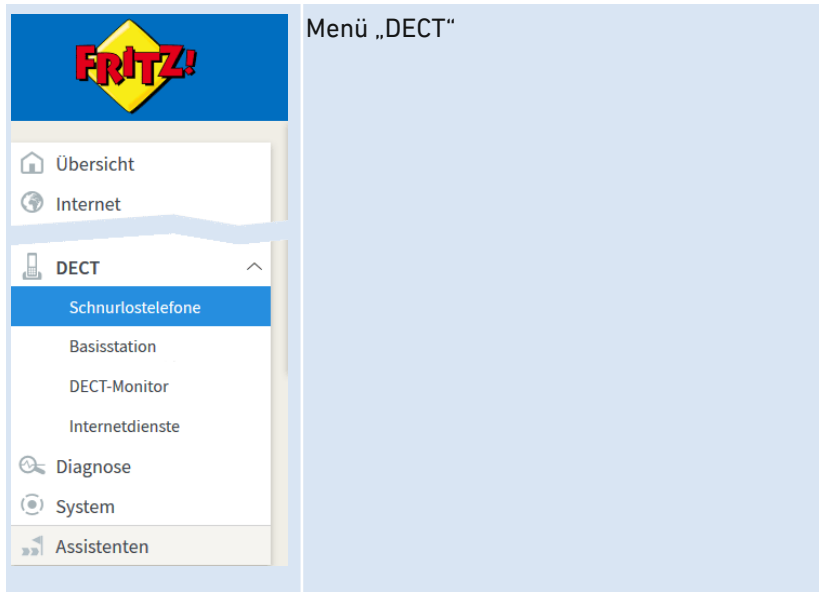 FRITZ!
Menü „DECT“
Übersicht
Internet
DECT
Schnurlostelefone
Basisstation
DECT-Monitor
Internetdienste
Diagnose
System
Assistenten